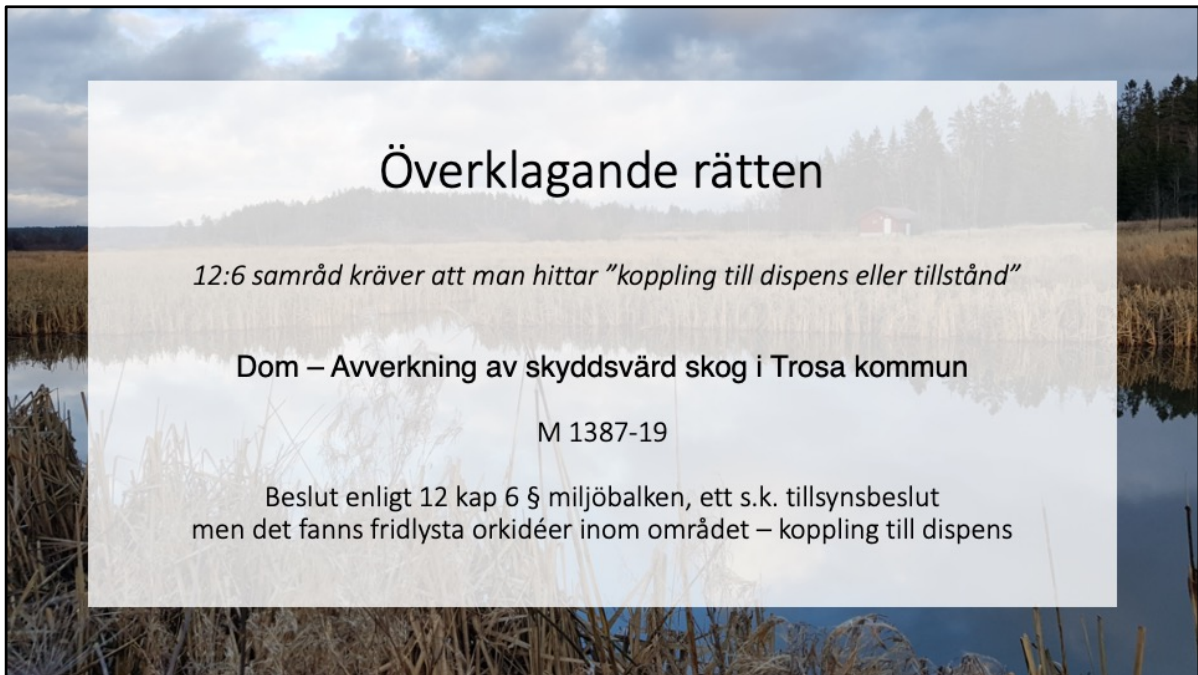 Överklagande rätten
12:6 samråd kräver att man hittar ”koppling till dispens eller tillstånd”
Dom – Avverkning av skyddsvärd skog i Trosa kommun
M 1387-19
Beslut enligt 12 kap 6 § miljöbalken, ett s.k. tillsynsbeslut
men det fanns fridlysta orkidéer inom området – koppling till dispens